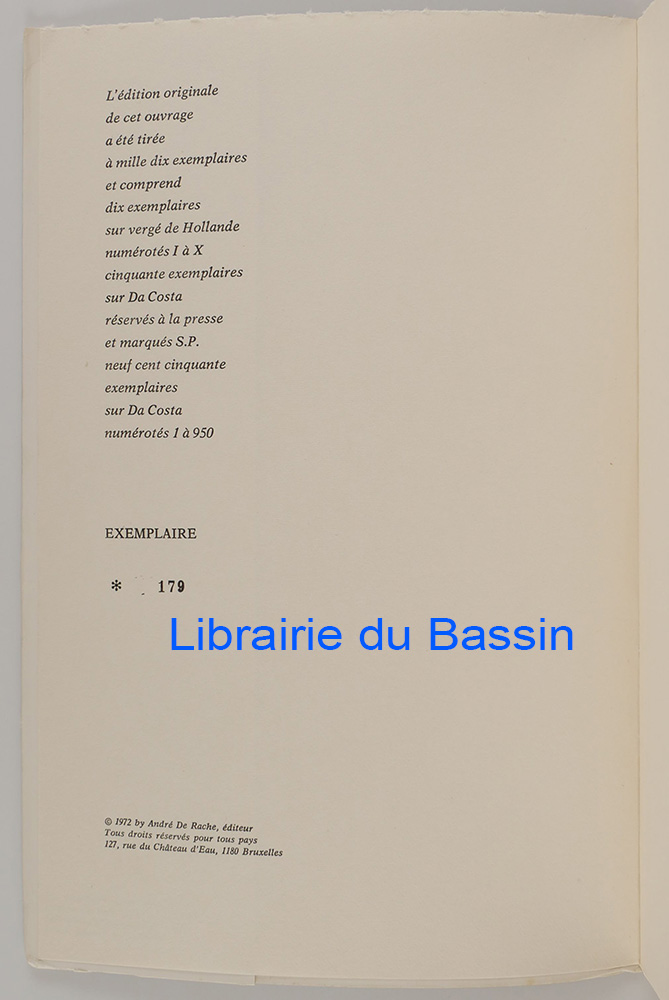 L'édition originale
de cet ouvrage
a été tirée
à mille dix exemplaires
et comprend
dix exemplaires
sur vergé de Hollande
numérotés I à X
cinquante exemplaires
sur Da Costa
réservés à la presse
et marqués S.P.
neuf cent cinquante
exemplaires
sur Da Costa
numérotés 1 à 950
EXEMPLAIRE
* 179
Librairie du Bassin
© 1972 by André De Rache, éditeur
Tous droits réservés pour tous pays
127, rue du Château d'Eau, 1180 Bruxelles